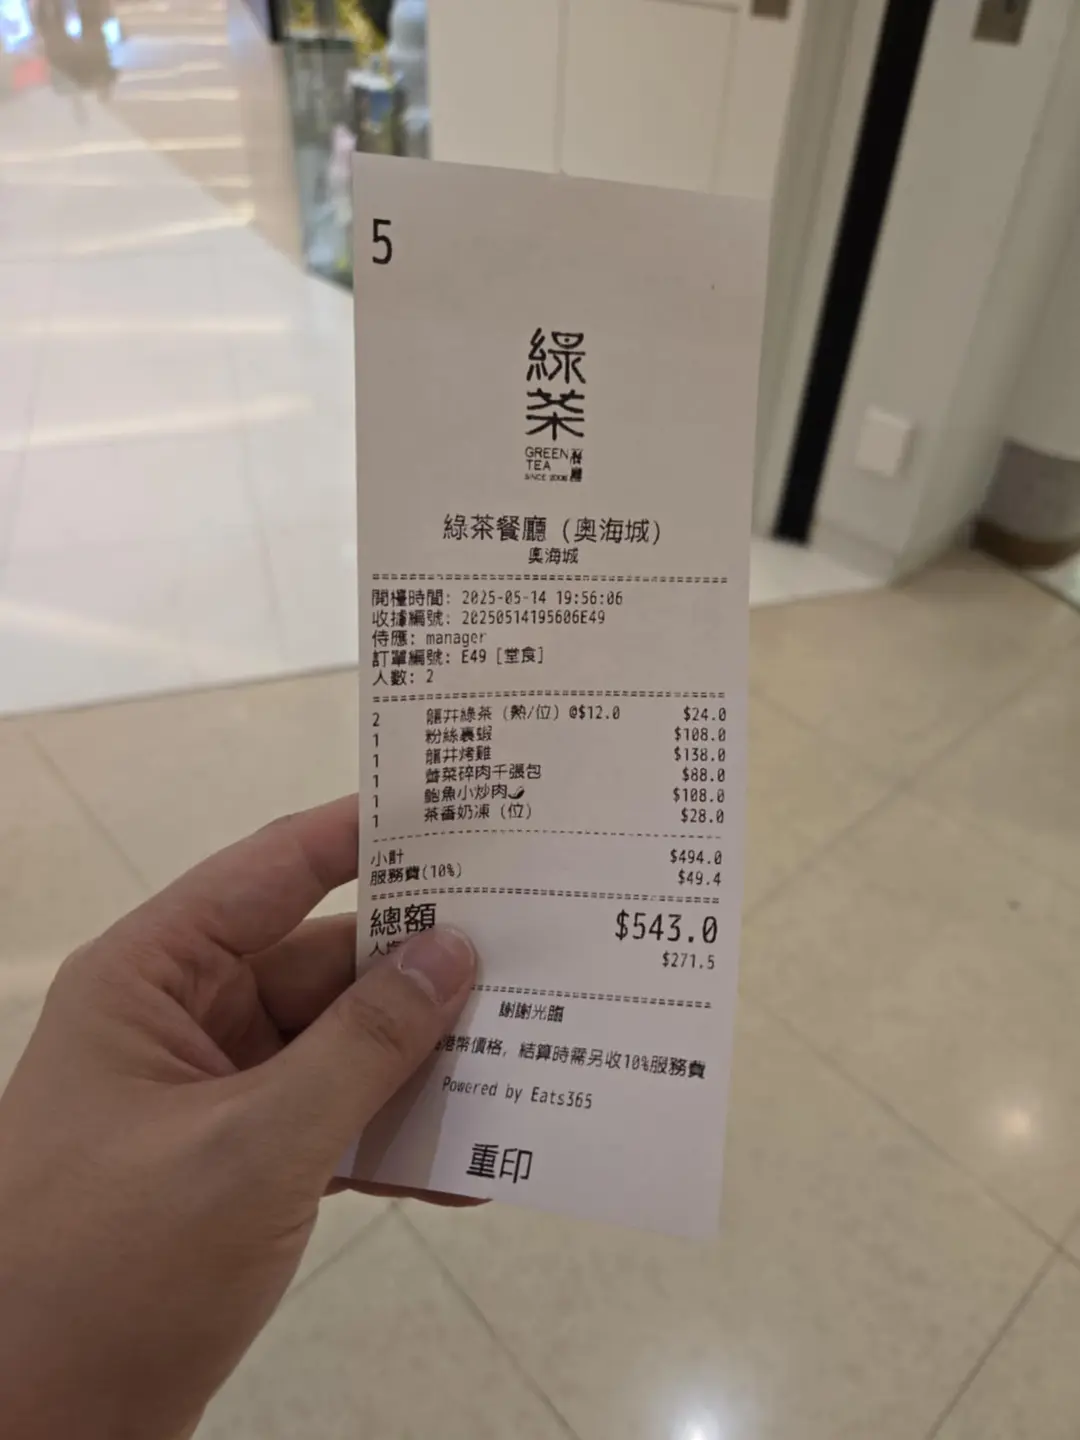 5
綠
茶
GREEN 餐
TEA 廳
SINCE 2008
綠茶餐廳（奧海城）
奧海城
開檯時間: 2025-05-14 19:56:06
收據編號: 20250514195606E49
侍應: manager
訂單編號: E49 [堂食]
人數: 2
2 龍井綠茶（熱/位）@$12.0 $24.0
1 粉絲裹蝦 $108.0
1 龍井烤雞 $138.0
1 薺菜碎肉千張包 $88.0
1 鮑魚小炒肉🌶 $108.0
1 茶香奶凍（位） $28.0
小計 $494.0
服務費(10%) $49.4
總額 $543.0
人均 $271.5
謝謝光臨
港幣價格, 結算時需另收10%服務費
Powered by Eats365
重印